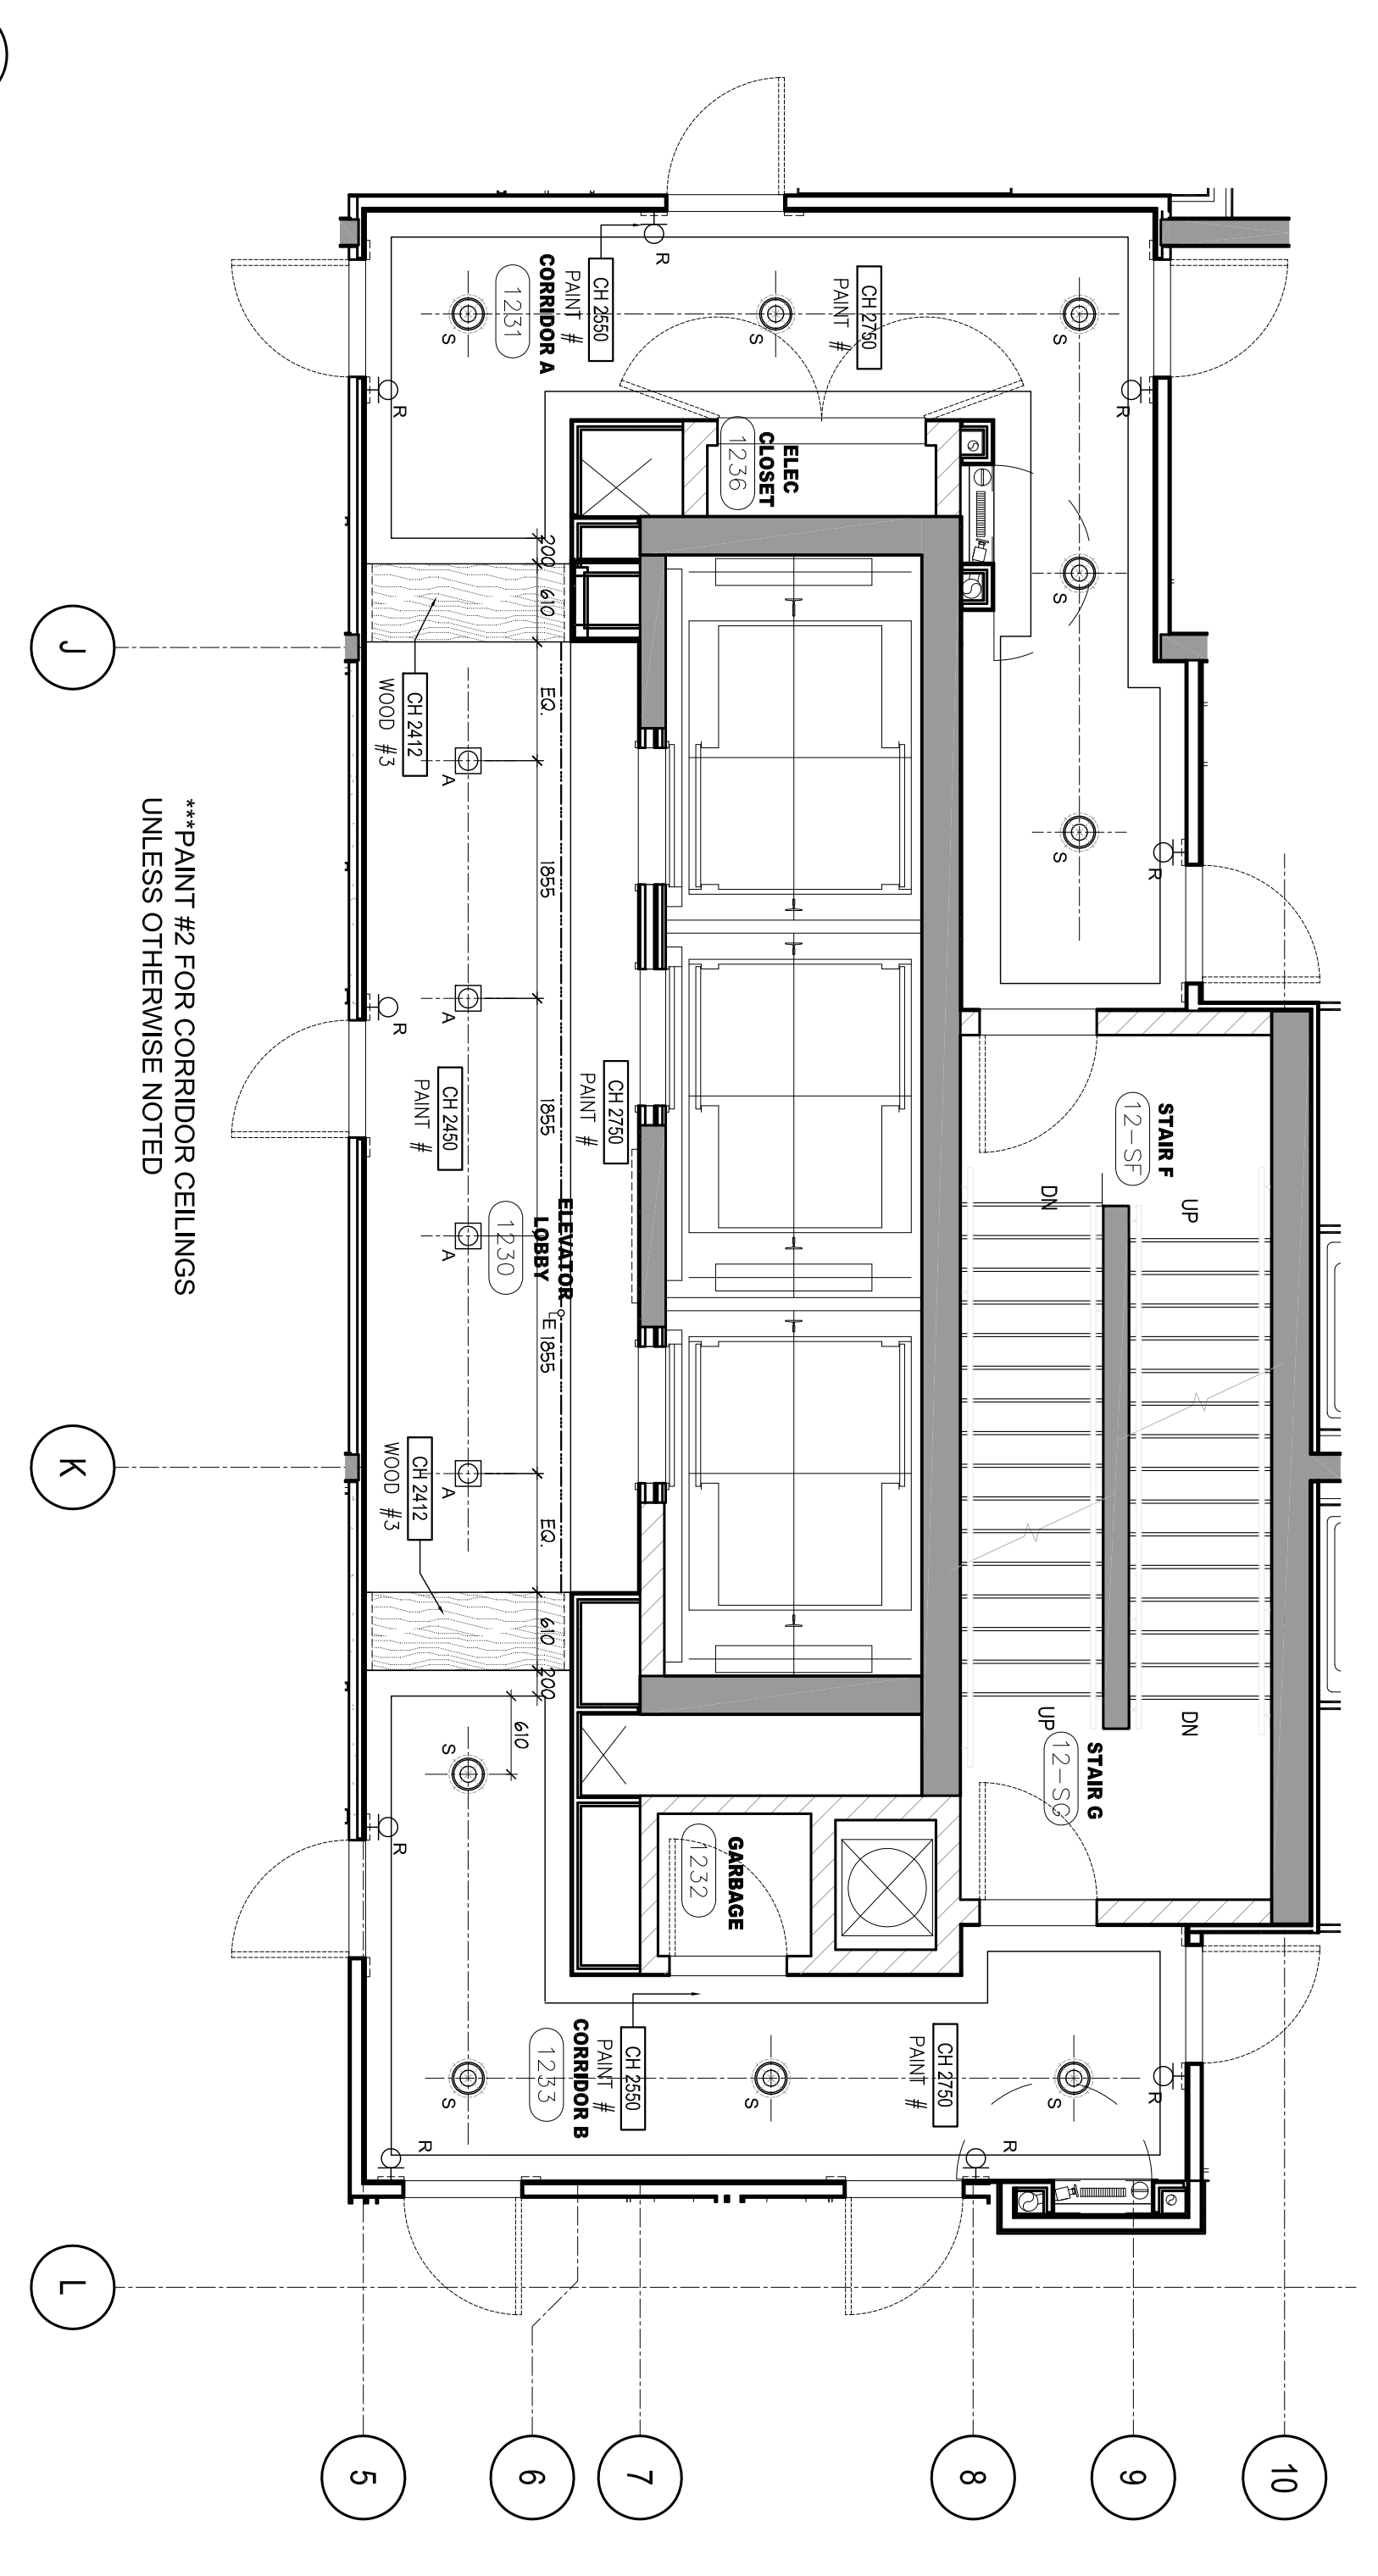 CORRIDOR A
1231
CH 2550
PAINT #
CH 2750
PAINT #
R
R
R
R
S
S
S
S
S
ELEC
CLOSET
1236
200
610
EQ.
1855
1855
1855
EQ.
610
200
610
CH 2412
WOOD #3
A
A
A
A
R
CH 2450
PAINT #
CH 2750
PAINT #
ELEVATOR
LOBBY
1230
E
CH 2412
WOOD #3
STAIR F
12-SF
DN
UP
STAIR G
12-SG
UP
DN
GARBAGE
1232
CORRIDOR B
1233
CH 2550
PAINT #
CH 2750
PAINT #
S
S
S
S
R
R
R
R
***PAINT #2 FOR CORRIDOR CEILINGS
UNLESS OTHERWISE NOTED
J
K
L
5
6
7
8
9
10